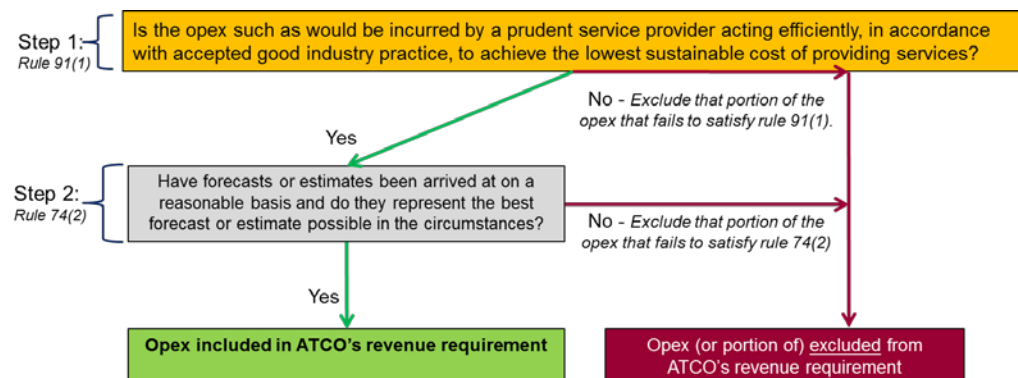 Step 1:
Rule 91(1)
Is the opex such as would be incurred by a prudent service provider acting efficiently, in accordance
with accepted good industry practice, to achieve the lowest sustainable cost of providing services?
No - Exclude that portion of the
opex that fails to satisfy rule 91(1).
Yes
Step 2:
Rule 74(2)
Have forecasts or estimates been arrived at on a
reasonable basis and do they represent the best
forecast or estimate possible in the circumstances?
No - Exclude that portion of the
opex that fails to satisfy rule 74(2)
Yes
Opex included in ATCO's revenue requirement
Opex (or portion of) excluded from
ATCO's revenue requirement